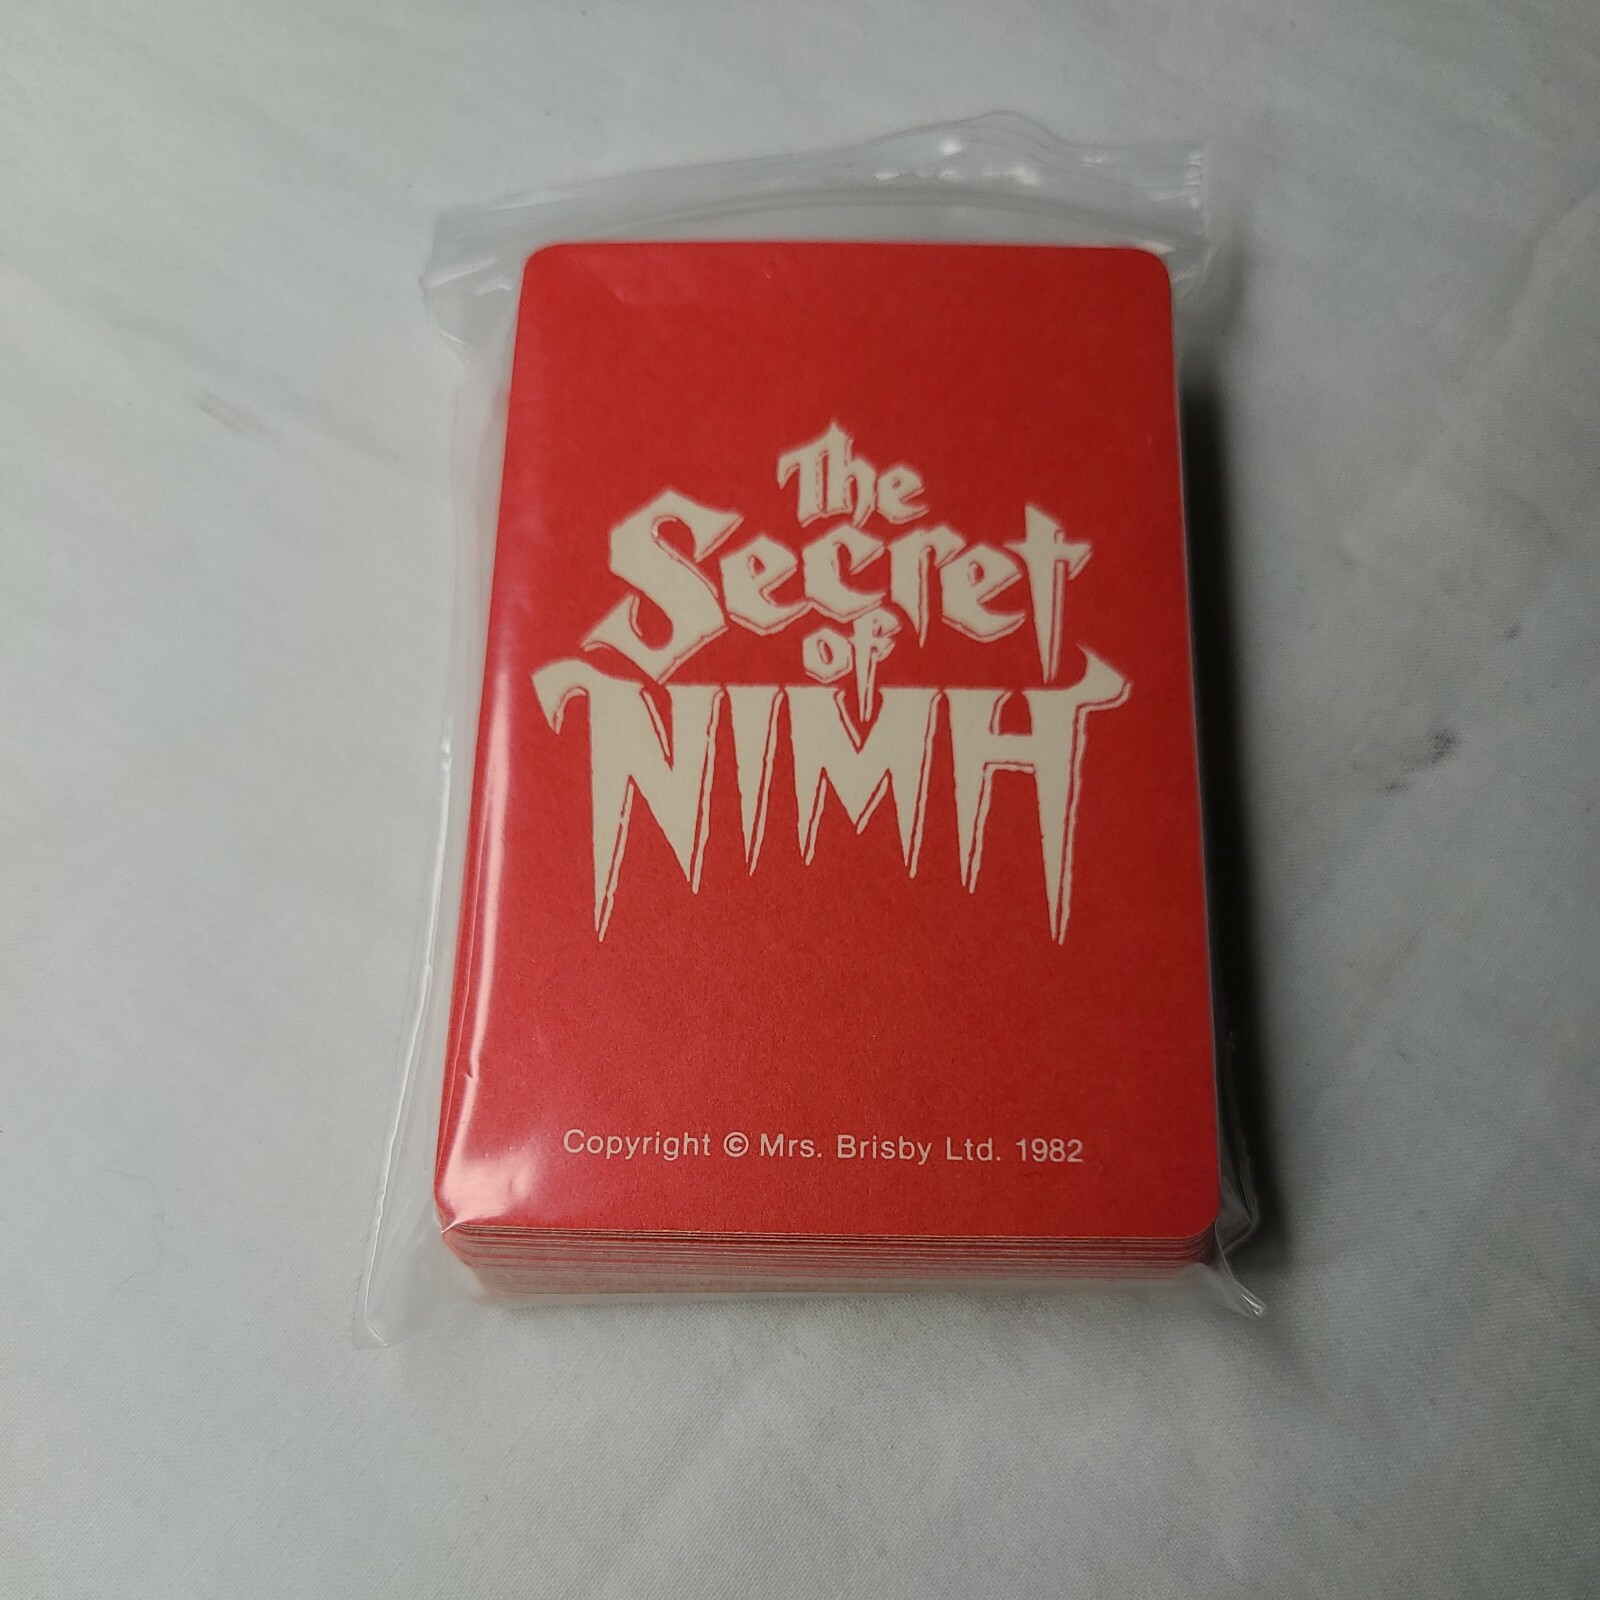 The
Secret
of
NIMH
Copyright © Mrs. Brisby Ltd. 1982